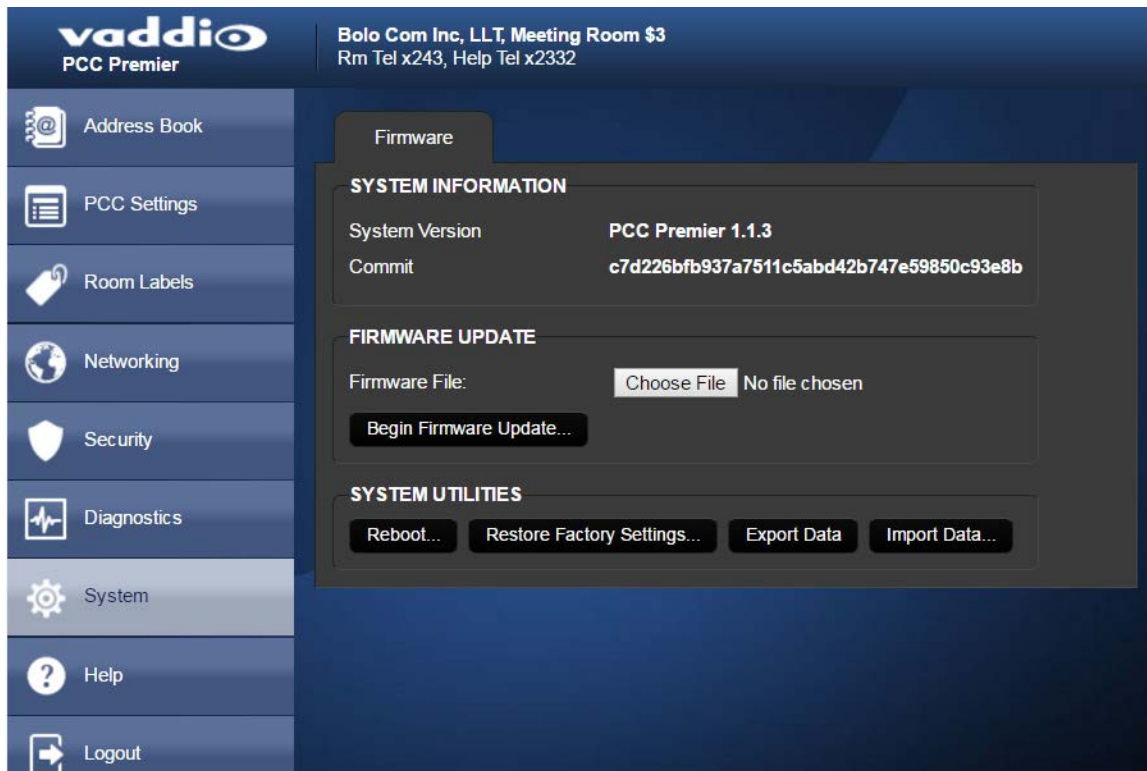 vaddio
PCC Premier
Bolo Com Inc, LLT, Meeting Room $3
Rm Tel x243, Help Tel x2332
Address Book
PCC Settings
Room Labels
Networking
Security
Diagnostics
System
Help
Logout
Firmware
SYSTEM INFORMATION
System Version PCC Premier 1.1.3
Commit c7d226bfb937a7511c5abd42b747e59850c93e8b
FIRMWARE UPDATE
Firmware File: Choose File No file chosen
Begin Firmware Update...
SYSTEM UTILITIES
Reboot... Restore Factory Settings... Export Data Import Data...